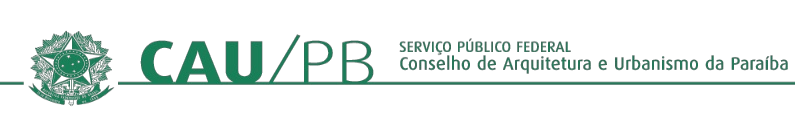 CAU/PB
SERVIÇO PÚBLICO FEDERAL
Conselho de Arquitetura e Urbanismo da Paraíba